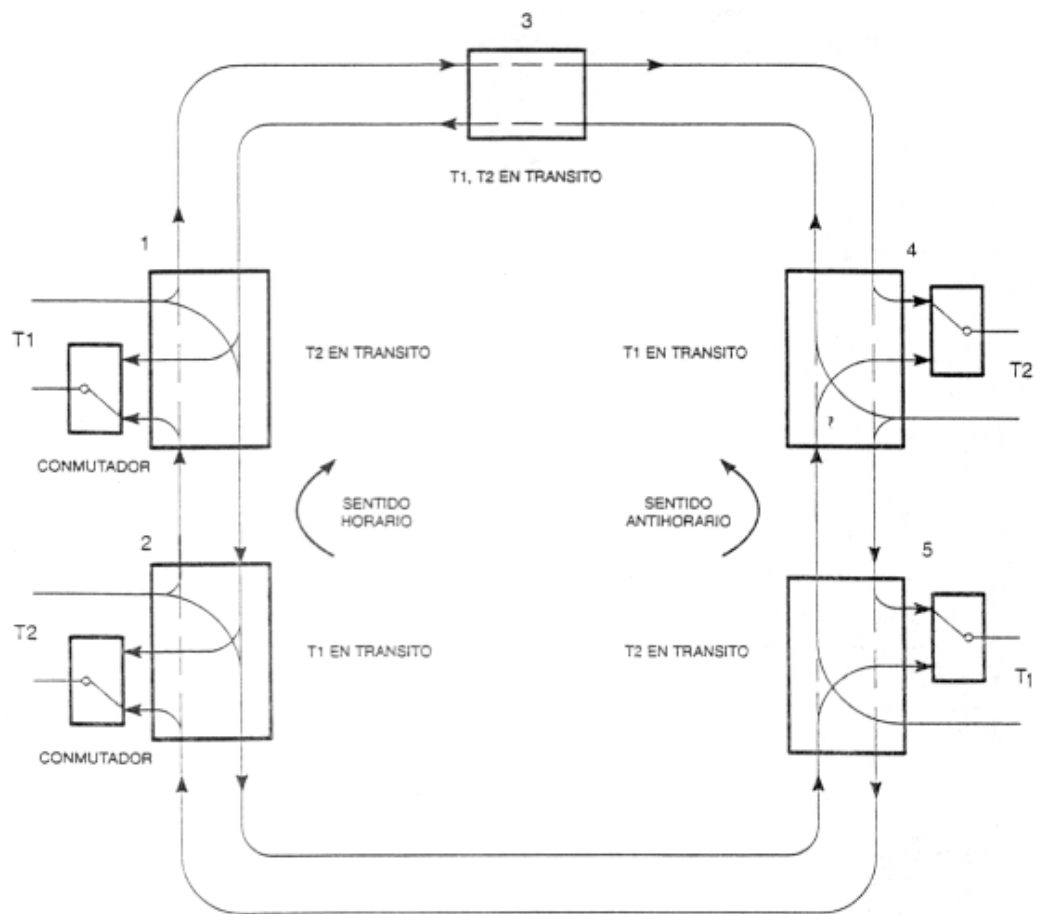 3
T1, T2 EN TRANSITO
1
4
T1
T2 EN TRANSITO
T1 EN TRANSITO
T2
CONMUTADOR
SENTIDO
HORARIO
SENTIDO
ANTIHORARIO
2
5
T2
T1 EN TRANSITO
T2 EN TRANSITO
T1
CONMUTADOR